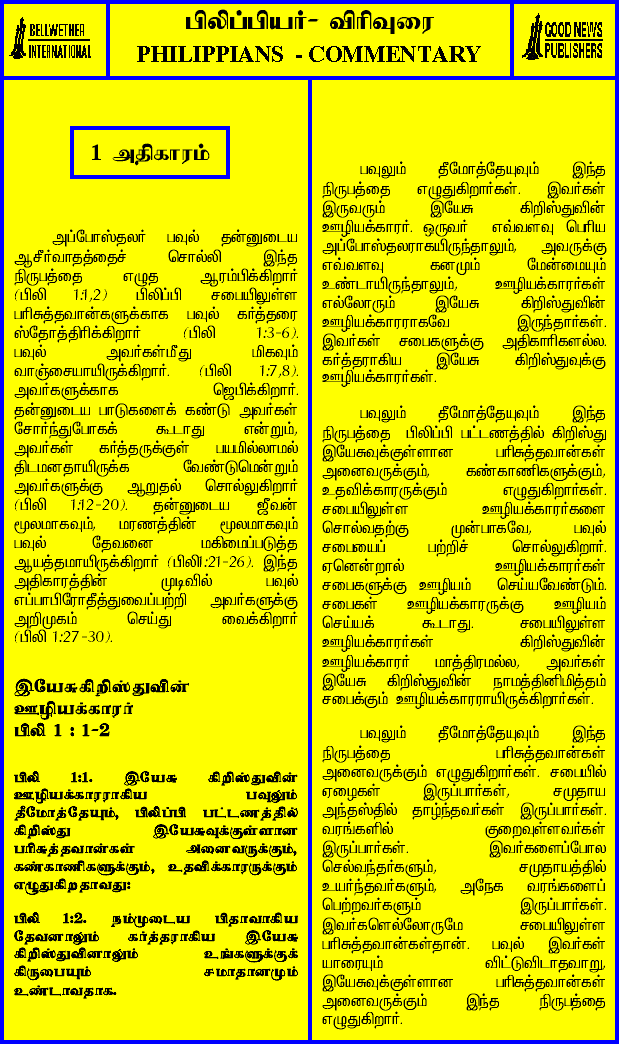 BELLWETHER
INTERNATIONAL
பிலிப்பியர்- விரிவுரை
PHILIPPIANS - COMMENTARY
GOOD NEWS
PUBLISHERS
1 அதிகாரம்
அப்போஸ்தலர் பவுல் தன்னுடைய
ஆசீர்வாதத்தைச் சொல்லி இந்த
நிருபத்தை எழுத ஆரம்பிக்கிறார்
(பிலி 1:1,2) பிலிப்பி சபையிலுள்ள
பரிசுத்தவான்களுக்காக பவுல் கர்த்தரை
ஸ்தோத்திரிக்கிறார் (பிலி 1:3-6).
பவுல் அவர்கள்மீது மிகவும்
வாஞ்சையாயிருக்கிறார். (பிலி 1:7,8).
அவர்களுக்காக ஜெபிக்கிறார்.
தன்னுடைய பாடுகளைக் கண்டு அவர்கள்
சோர்ந்துபோகக் கூடாது என்றும்,
அவர்கள் கர்த்தருக்குள் பயமில்லாமல்
திடமனதாயிருக்க வேண்டுமென்றும்
அவர்களுக்கு ஆறுதல் சொல்லுகிறார்
(பிலி 1:12-20). தன்னுடைய ஜீவன்
மூலமாகவும், மரணத்தின் மூலமாகவும்
பவுல் தேவனை மகிமைப்படுத்த
ஆயத்தமாயிருக்கிறார் (பிலி1:21-26). இந்த
அதிகாரத்தின் முடிவில் பவுல்
எப்பாபிரோதீத்துவைப்பற்றி அவர்களுக்கு
அறிமுகம் செய்து வைக்கிறார்
(பிலி 1:27-30).
இயேசுகிறிஸ்துவின்
ஊழியக்காரர்
பிலி 1 : 1-2
பிலி 1:1. இயேசு கிறிஸ்துவின்
ஊழியக்காரராகிய பவுலும்
தீமோத்தேயும், பிலிப்பி பட்டணத்தில்
கிறிஸ்து இயேசுவுக்குள்ளான
பரிசுத்தவான்கள் அனைவருக்கும்,
கண்காணிகளுக்கும், உதவிக்காரருக்கும்
எழுதுகிறதாவது:
பிலி 1:2. நம்முடைய பிதாவாகிய
தேவனாலும் கர்த்தராகிய இயேசு
கிறிஸ்துவினாலும் உங்களுக்குக்
கிருபையும் சமாதானமும்
உண்டாவதாக.
பவுலும் தீமோத்தேயுவும் இந்த
நிருபத்தை எழுதுகிறார்கள். இவர்கள்
இருவரும் இயேசு கிறிஸ்துவின்
ஊழியக்காரர். ஒருவர் எவ்வளவு பெரிய
அப்போஸ்தலராகயிருந்தாலும், அவருக்கு
எவ்வளவு கனமும் மேன்மையும்
உண்டாயிருந்தாலும், ஊழியக்காரர்கள்
எல்லோரும் இயேசு கிறிஸ்துவின்
ஊழியக்காரராகவே இருந்தார்கள்.
இவர்கள் சபைகளுக்கு அதிகாரிகளல்ல.
கர்த்தராகிய இயேசு கிறிஸ்துவுக்கு
ஊழியக்காரர்கள்.
பவுலும் தீமோத்தேயுவும் இந்த
நிருபத்தை பிலிப்பி பட்டணத்தில் கிறிஸ்து
இயேசுவுக்குள்ளான பரிசுத்தவான்கள்
அனைவருக்கும், கண்காணிகளுக்கும்,
உதவிக்காரருக்கும் எழுதுகிறார்கள்.
சபையிலுள்ள ஊழியக்காரர்களை
சொல்வதற்கு முன்பாகவே, பவுல்
சபையைப் பற்றிச் சொல்லுகிறார்.
ஏனென்றால் ஊழியக்காரர்கள்
சபைகளுக்கு ஊழியம் செய்யவேண்டும்.
சபைகள் ஊழியக்காரருக்கு ஊழியம்
செய்யக் கூடாது. சபையிலுள்ள
ஊழியக்காரர்கள் கிறிஸ்துவின்
ஊழியக்காரர் மாத்திரமல்ல, அவர்கள்
இயேசு கிறிஸ்துவின் நாமத்தினிமித்தம்
சபைக்கும் ஊழியக்காரராயிருக்கிறார்கள்.
பவுலும் தீமோத்தேயுவும் இந்த
நிருபத்தை பரிசுத்தவான்கள்
அனைவருக்கும் எழுதுகிறார்கள். சபையில்
ஏழைகள் இருப்பார்கள், சமுதாய
அந்தஸ்தில் தாழ்ந்தவர்கள் இருப்பார்கள்.
வரங்களில் குறைவுள்ளவர்கள்
இருப்பார்கள். இவர்களைப்போல
செல்வந்தர்களும், சமுதாயத்தில்
உயர்ந்தவர்களும், அநேக வரங்களைப்
பெற்றவர்களும் இருப்பார்கள்.
இவர்களெல்லோருமே சபையிலுள்ள
பரிசுத்தவான்கள்தான். பவுல் இவர்கள்
யாரையும் விட்டுவிடாதவாறு,
இயேசுவுக்குள்ளான பரிசுத்தவான்கள்
அனைவருக்கும் இந்த நிருபத்தை
எழுதுகிறார்.